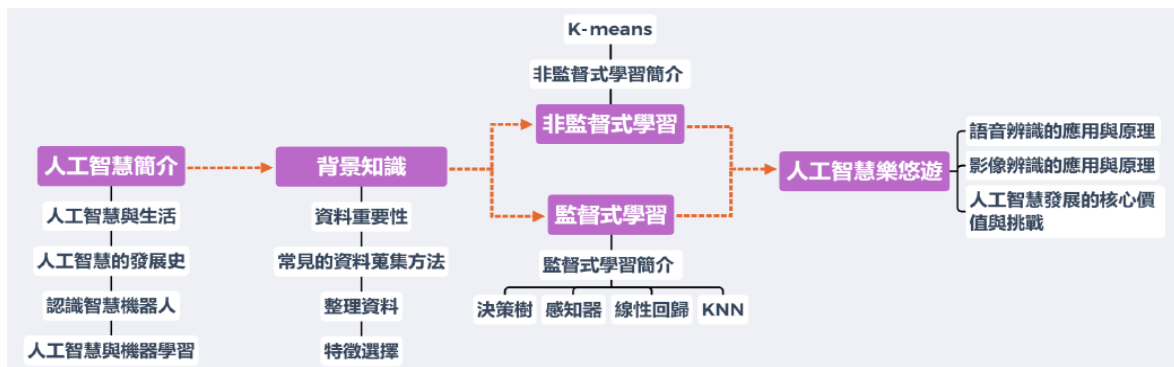 K-means
非監督式學習簡介
非監督式學習
人工智慧簡介
人工智慧與生活
人工智慧的發展史
認識智慧機器人
人工智慧與機器學習
背景知識
資料重要性
常見的資料蒐集方法
整理資料
特徵選擇
監督式學習
監督式學習簡介
決策樹
感知器
線性回歸
KNN
人工智慧樂悠遊
語音辨識的應用與原理
影像辨識的應用與原理
人工智慧發展的核心價
值與挑戰